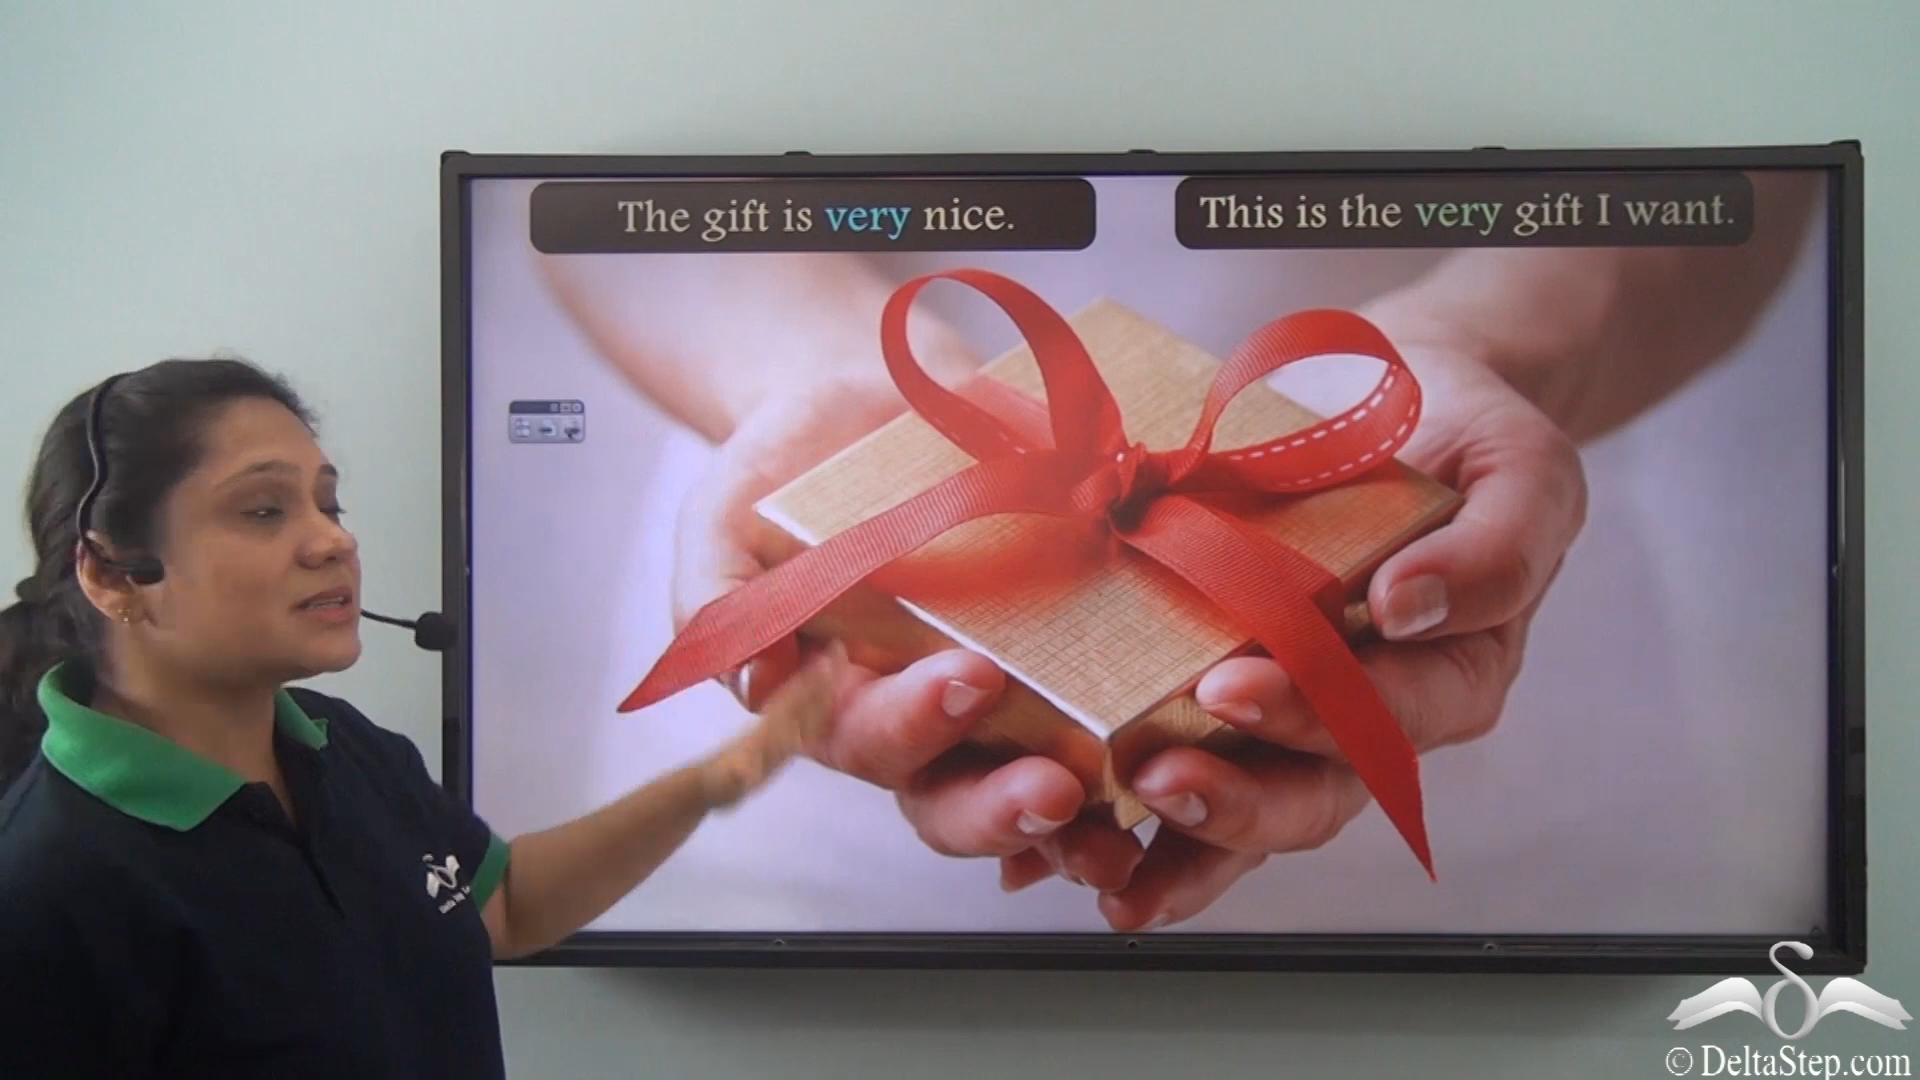 The gift is very nice.
This is the very gift I want.
© DeltaStep.com